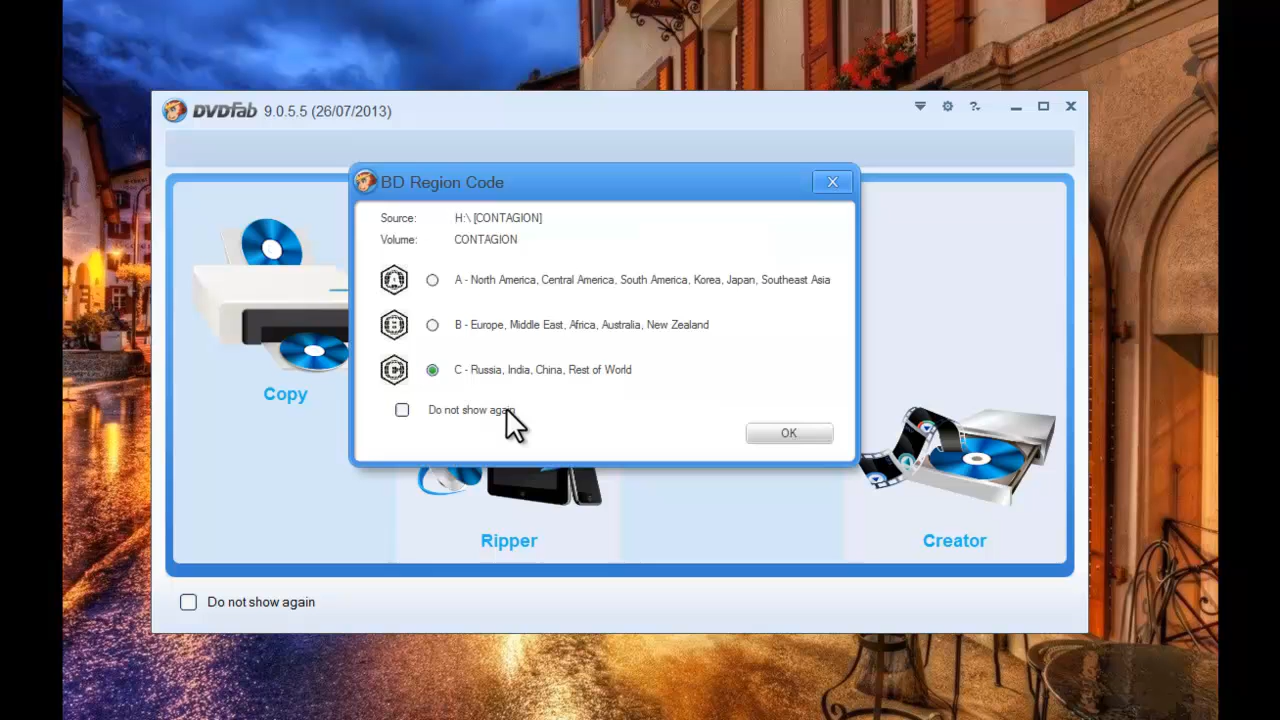 DVDFab 9.0.5.5 (26/07/2013)
BD Region Code
X
Source: H:\ [CONTAGION]
Volume: CONTAGION
A - North America, Central America, South America, Korea, Japan, Southeast Asia
B - Europe, Middle East, Africa, Australia, New Zealand
C - Russia, India, China, Rest of World
Do not show again
OK
Copy
Ripper
Creator
Do not show again